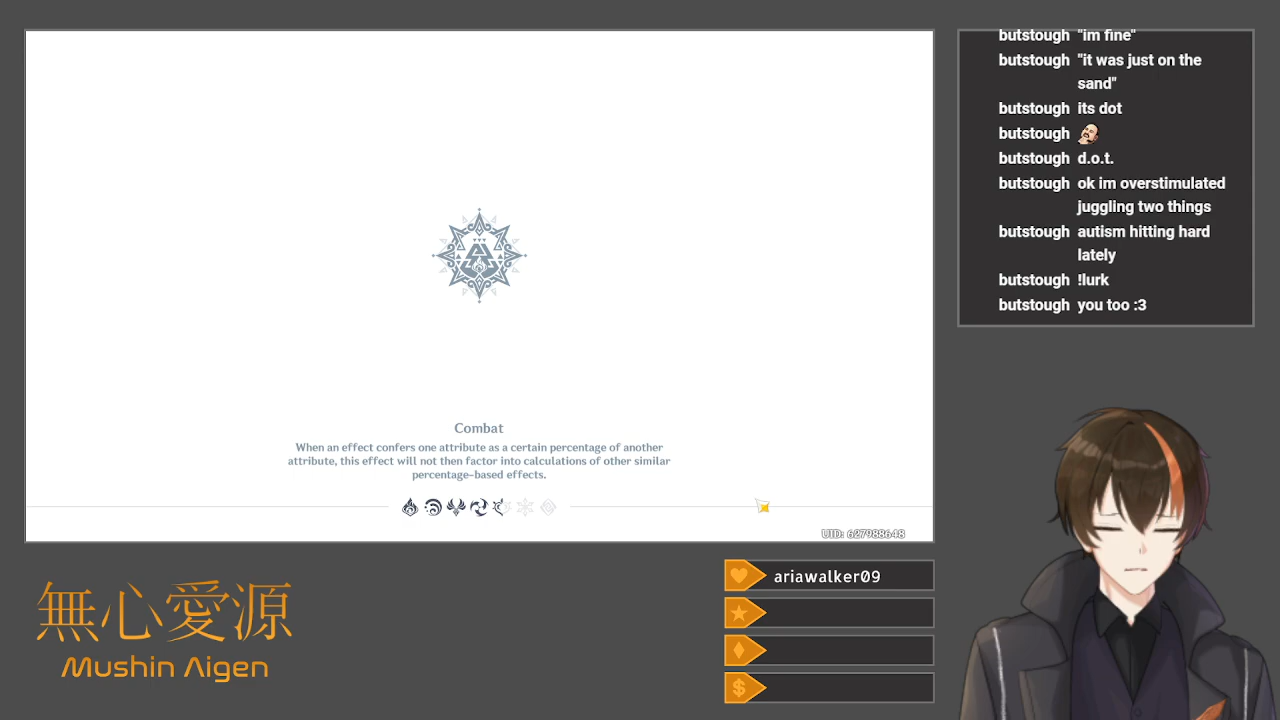 butstough "im fine"
butstough "it was just on the
sand"
butstough its dot
butstough
butstough d.o.t.
butstough ok im overstimulated
juggling two things
butstough autism hitting hard
lately
butstough !lurk
butstough you too :3
Combat
When an effect confers one attribute as a certain percentage of another
attribute, this effect will not then factor into calculations of other similar
percentage-based effects.
UID: 627988648
ariawalker09
無心愛源
Mushin Aigen